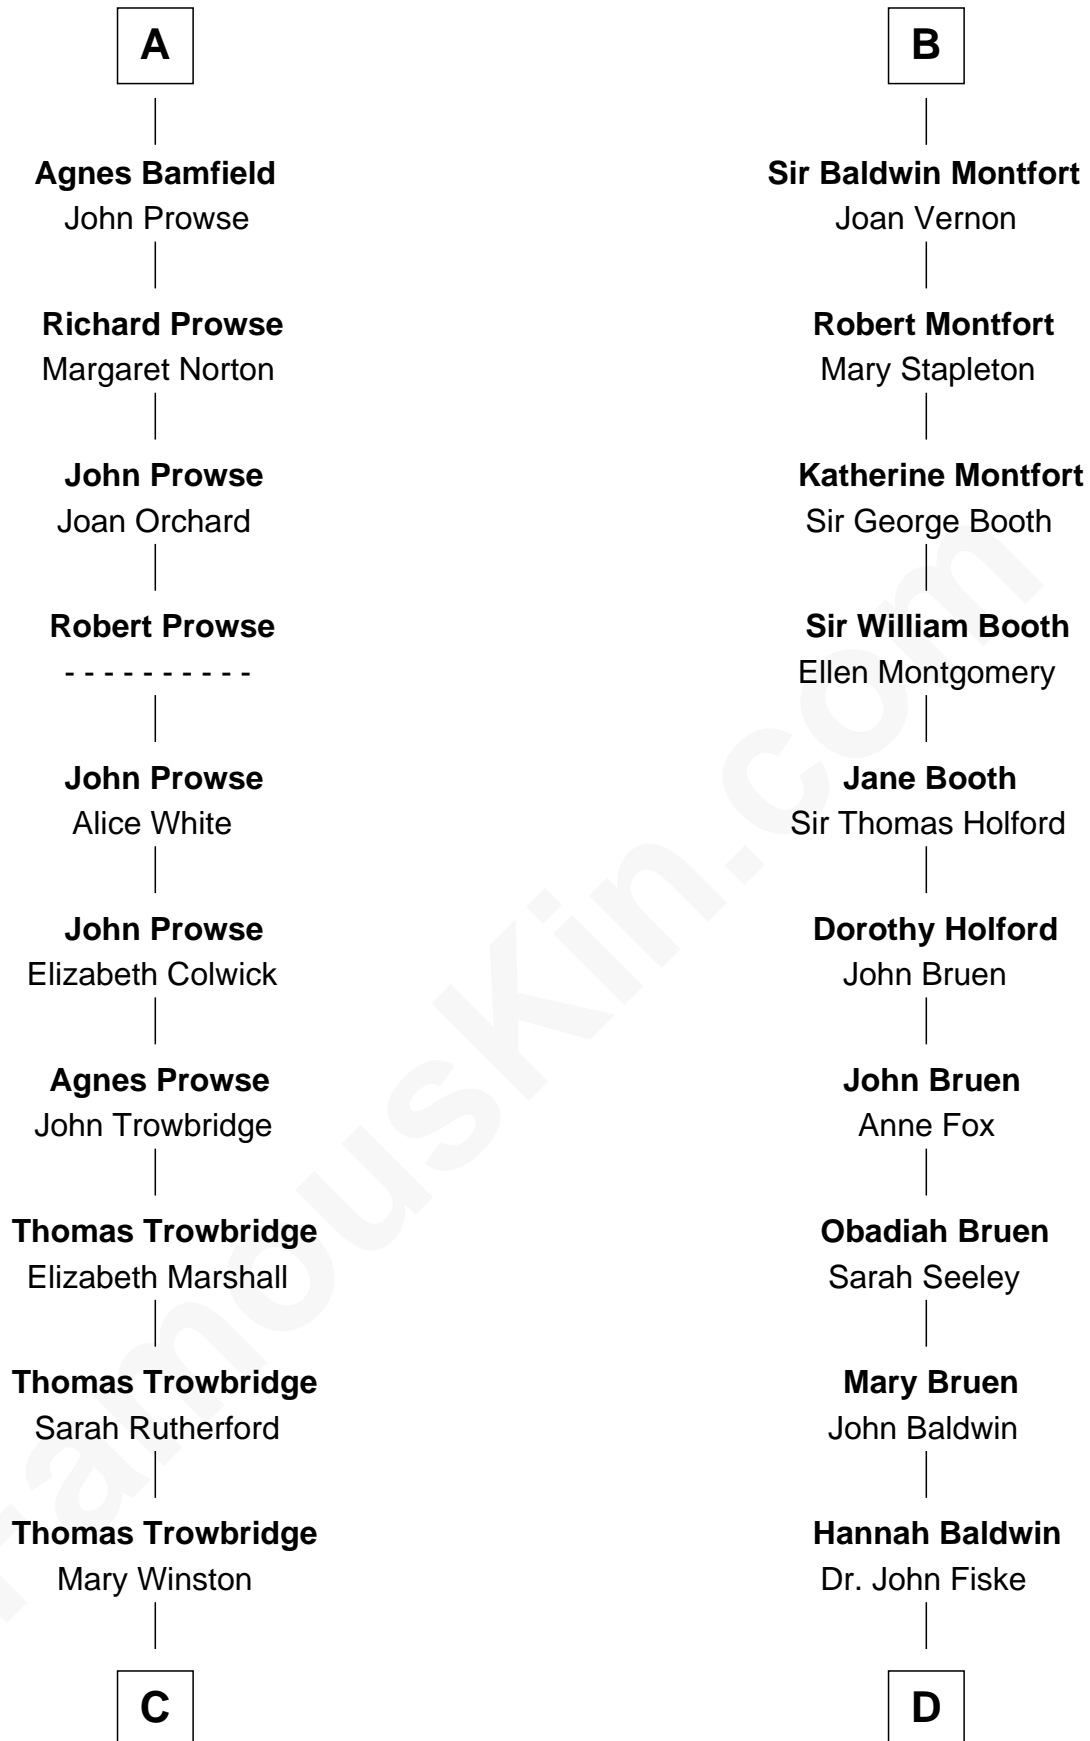 A
Agnes Bamfield
John Prowse
Richard Prowse
Margaret Norton
John Prowse
Joan Orchard
Robert Prowse
- - - - - - - - - -
John Prowse
Alice White
John Prowse
Elizabeth Colwick
Agnes Prowse
John Trowbridge
Thomas Trowbridge
Elizabeth Marshall
Thomas Trowbridge
Sarah Rutherford
Thomas Trowbridge
Mary Winston
C
B
Sir Baldwin Montfort
Joan Vernon
Robert Montfort
Mary Stapleton
Katherine Montfort
Sir George Booth
Sir William Booth
Ellen Montgomery
Jane Booth
Sir Thomas Holford
Dorothy Holford
John Bruen
John Bruen
Anne Fox
Obadiah Bruen
Sarah Seeley
Mary Bruen
John Baldwin
Hannah Baldwin
Dr. John Fiske
D
FamousKin.com